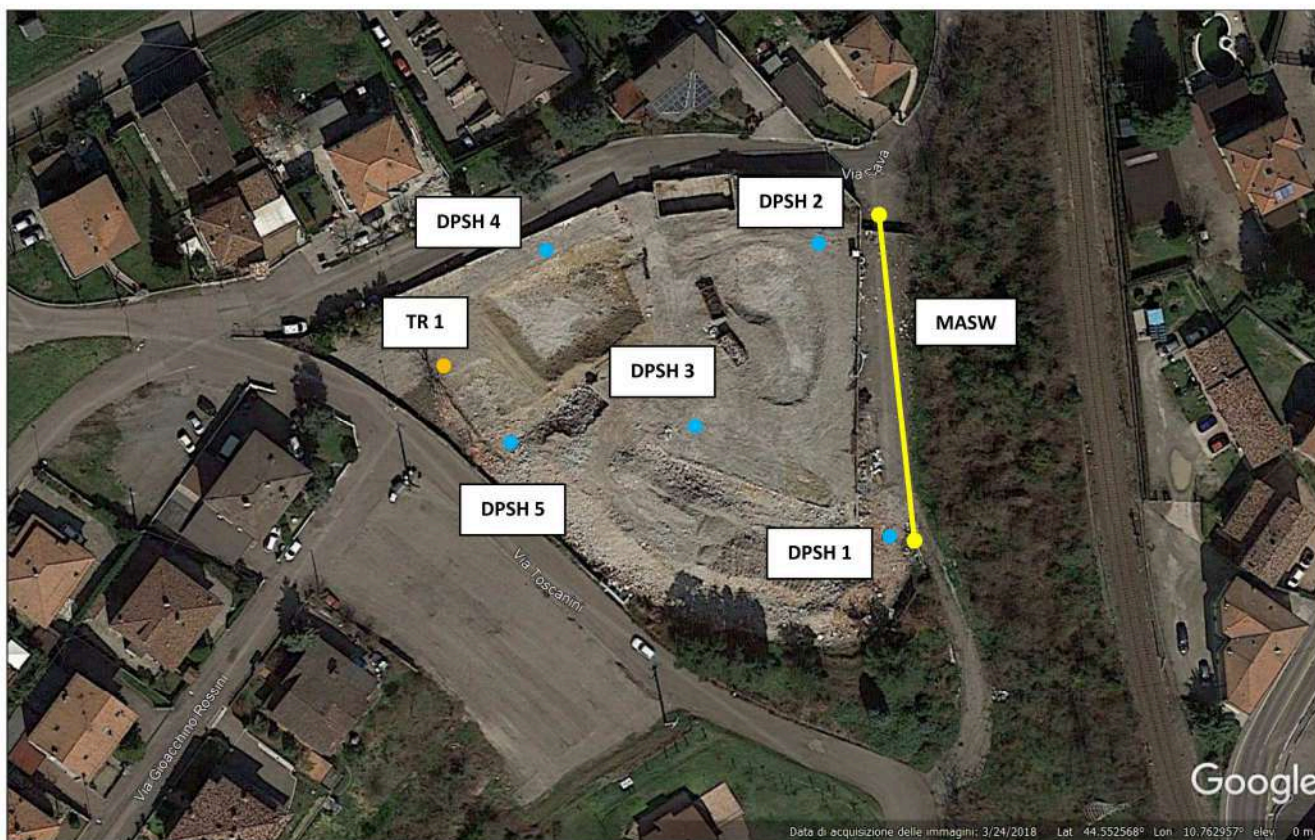 Via Cava
DPSH 2
DPSH 4
TR 1
MASW
DPSH 3
DPSH 5
DPSH 1
Via Toscanini
Via Gioacchino Rossini
Google
Data di acquisizione delle immagini: 3/24/2018 Lat 44.552568° Lon 10.762957° elev 0 m